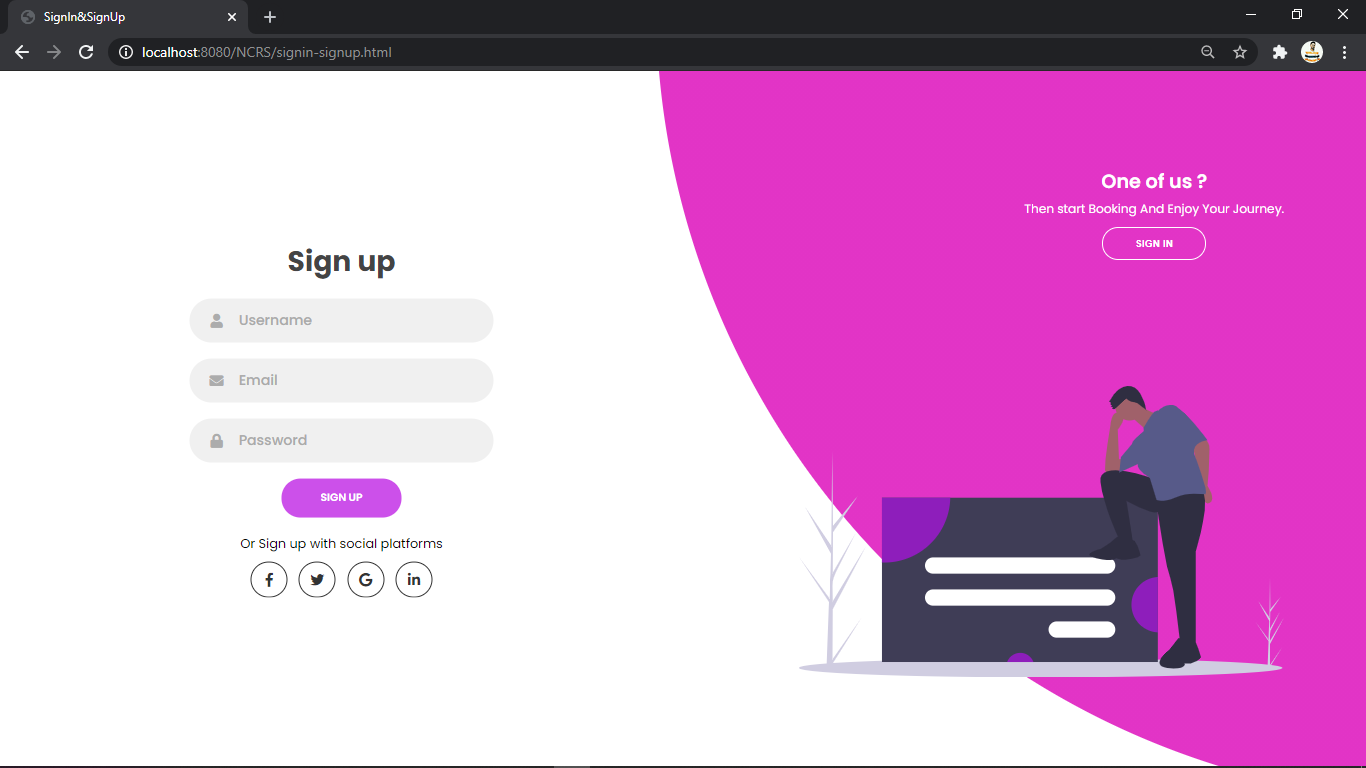 SignIn&SignUp
localhost:8080/NCRS/signin-signup.html
One of us ?
Then start Booking And Enjoy Your Journey.
SIGN IN
Sign up
Username
Email
Password
SIGN UP
Or Sign up with social platforms